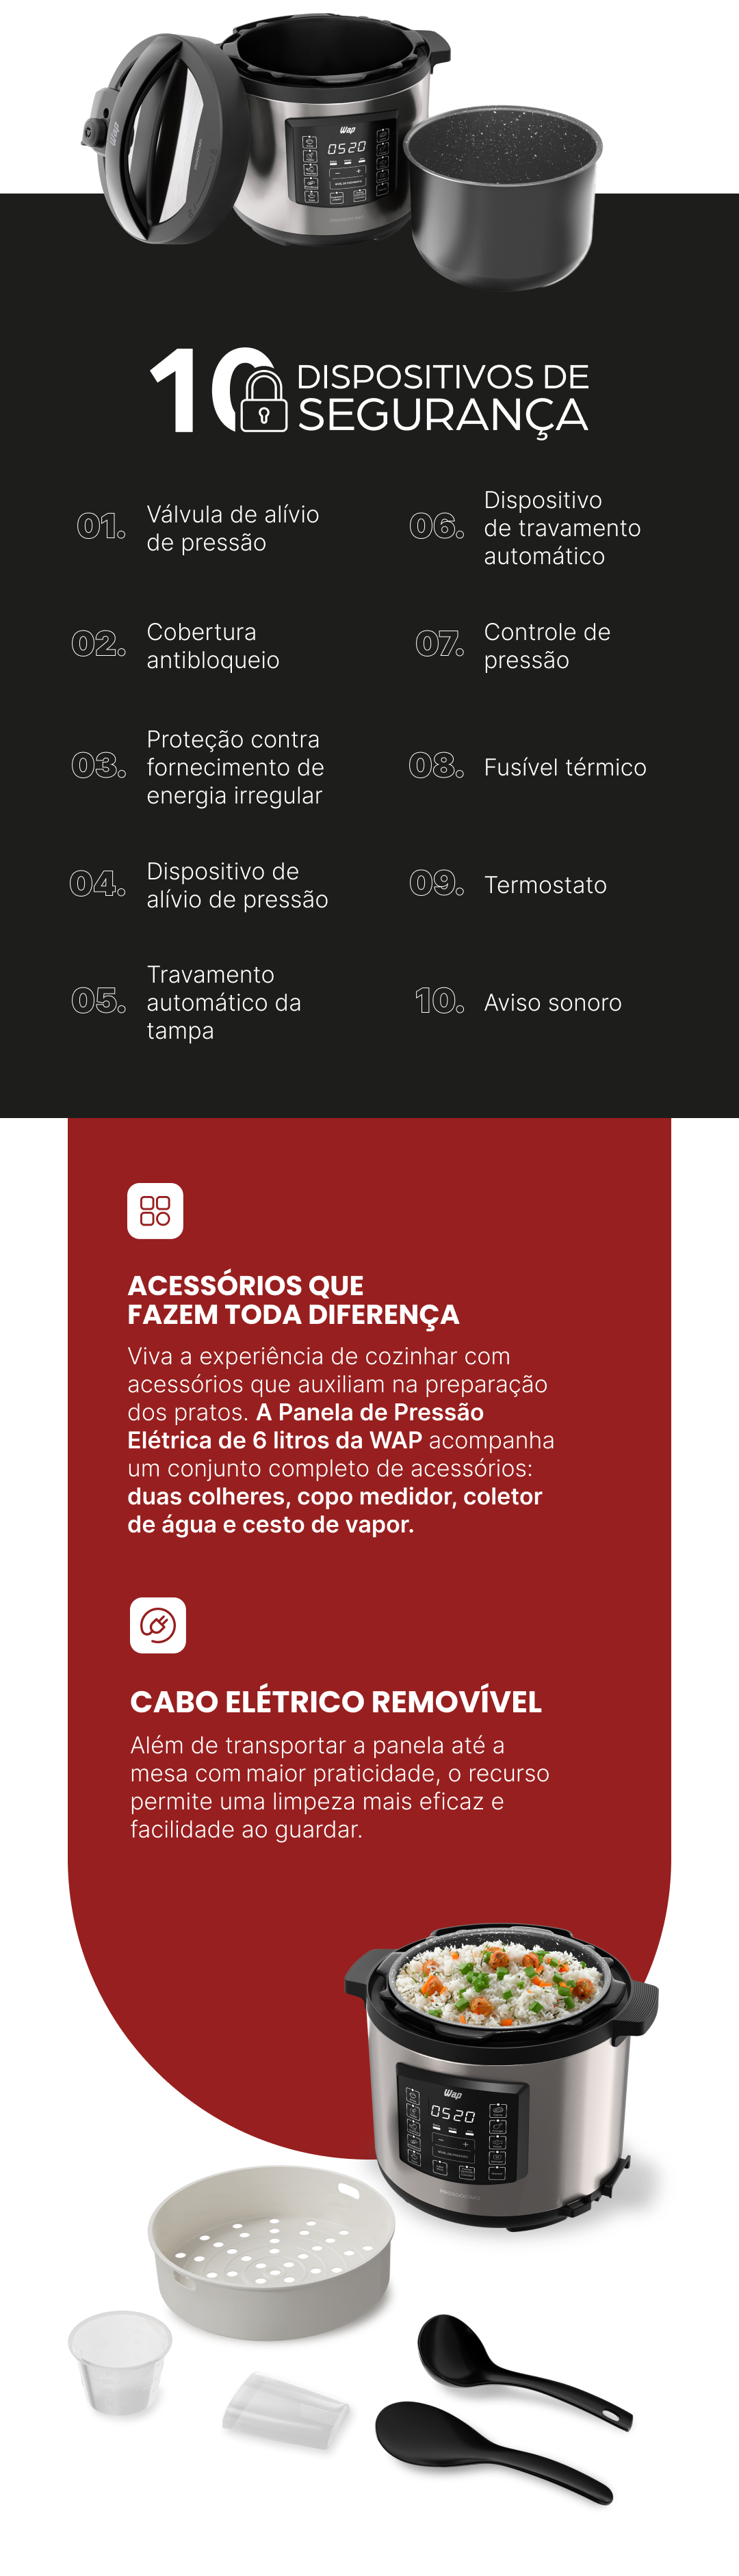 Wap
Wap
0520
10 DISPOSITIVOS DE
SEGURANÇA
01. Válvula de alívio
de pressão
02. Cobertura
antibloqueio
03. Proteção contra
fornecimento de
energia irregular
04. Dispositivo de
alívio de pressão
05. Travamento
automático da
tampa
06. Dispositivo
de travamento
automático
07. Controle de
pressão
08. Fusível térmico
09. Termostato
10. Aviso sonoro
ACESSÓRIOS QUE
FAZEM TODA DIFERENÇA
Viva a experiência de cozinhar com
acessórios que auxiliam na preparação
dos pratos. A Panela de Pressão
Elétrica de 6 litros da WAP acompanha
um conjunto completo de acessórios:
duas colheres, copo medidor, coletor
de água e cesto de vapor.
CABO ELÉTRICO REMOVÍVEL
Além de transportar a panela até a
mesa com maior praticidade, o recurso
permite uma limpeza mais eficaz e
facilidade ao guardar.
Wap
0520